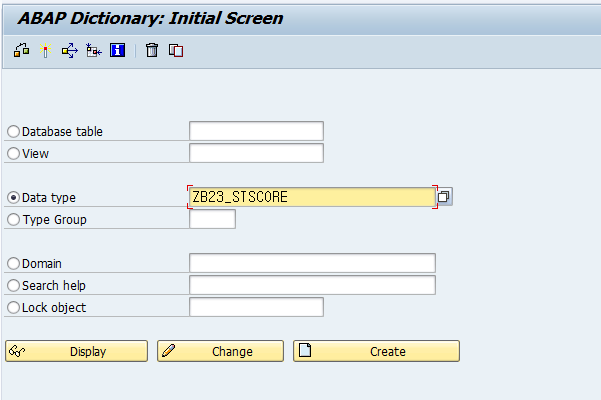 ABAP Dictionary: Initial Screen
Database table
View
Data type ZB23_STSCORE
Type Group
Domain
Search help
Lock object
Display Change Create